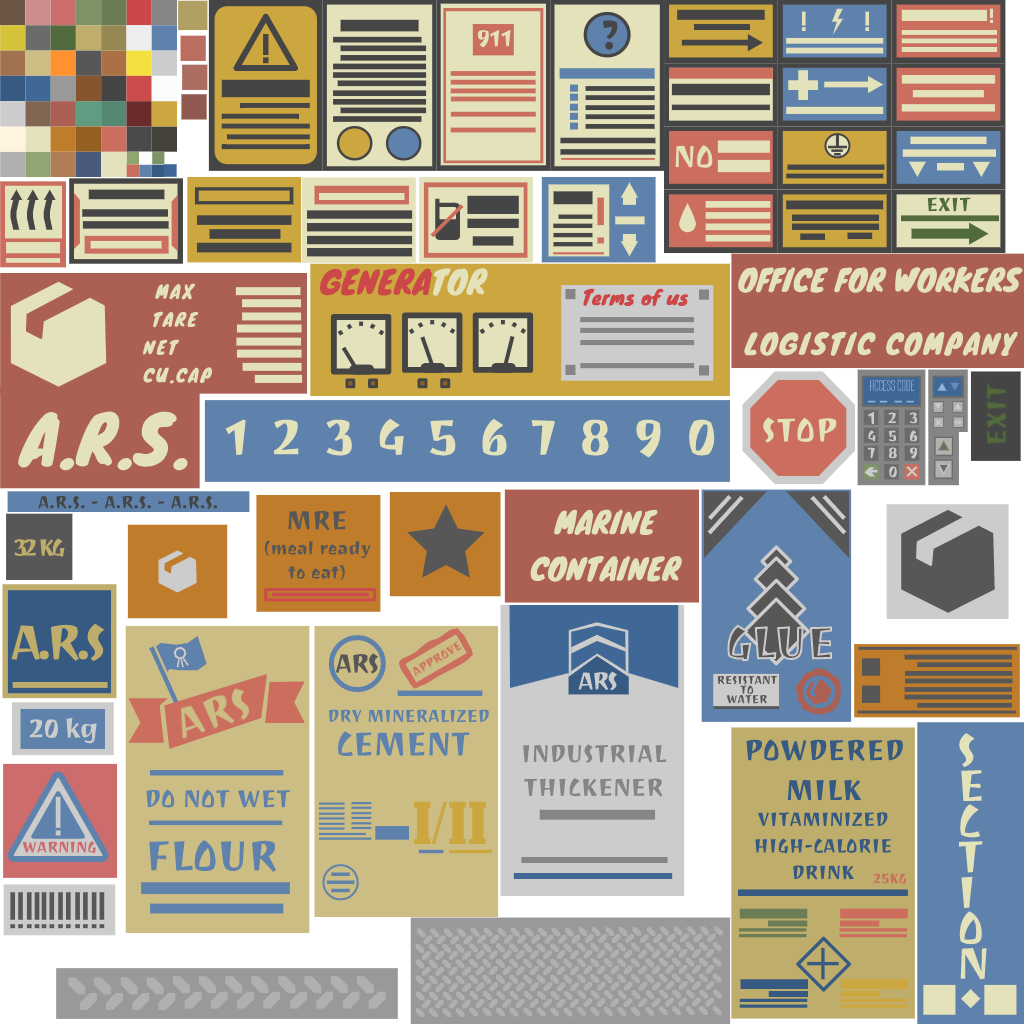 911
?
!
! !
!
NO
EXIT
MAX
TARE
NET
CU.CAP
GENERATOR
Terms of us
OFFICE FOR WORKERS
LOGISTIC COMPANY
A.R.S.
1 2 3 4 5 6 7 8 9 0
STOP
ACCESS CODE
1 2 3
4 5 6
7 8 9
0
EXIT
A.R.S. - A.R.S. - A.R.S.
32 KG
MRE
(meal ready
to eat)
MARINE
CONTAINER
GLUE
RESISTANT
TO
WATER
A.R.S
20 kg
WARNING
ARS
DO NOT WET
FLOUR
ARS
APPROVE
DRY MINERALIZED
CEMENT
I/II
ARS
INDUSTRIAL
THICKENER
POWDERED
MILK
VITAMINIZED
HIGH-CALORIE
DRINK
25KG
SECTION